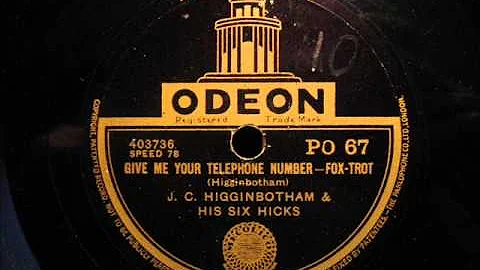 10
ODEON
Registered Trade Mark
403736
SPEED 78
PO 67
GIVE ME YOUR TELEPHONE NUMBER—FOX-TROT
(Higginbotham)
J. C. HIGGINBOTHAM &
HIS SIX HICKS